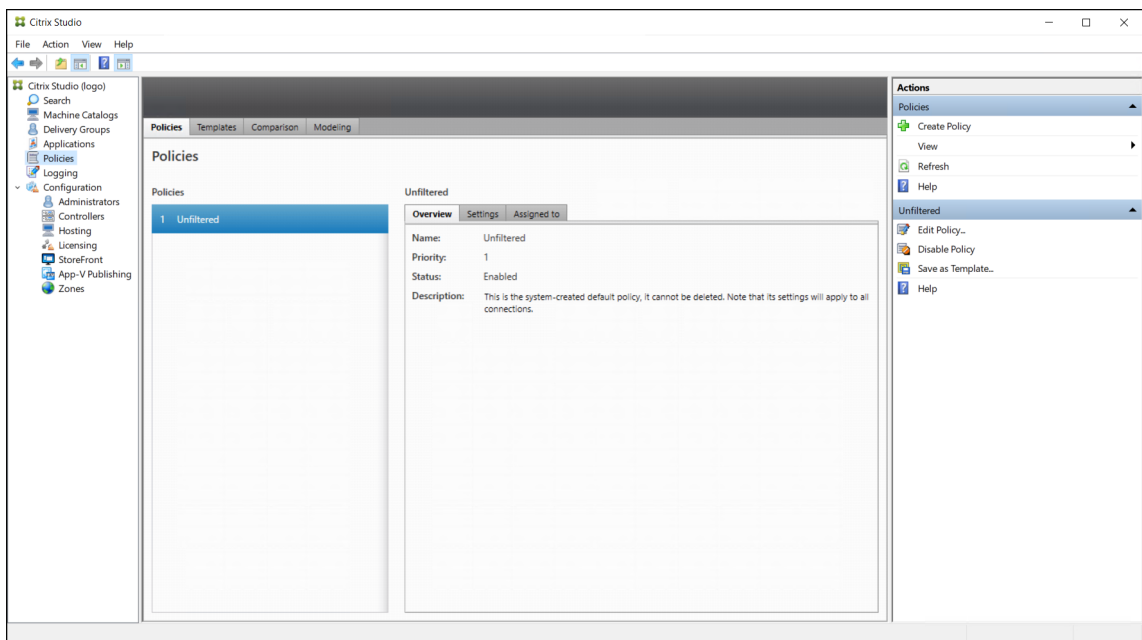 Citrix Studio
File Action View Help
Citrix Studio (logo)
Search
Machine Catalogs
Delivery Groups
Applications
Policies
Logging
Configuration
Administrators
Controllers
Hosting
Licensing
StoreFront
App-V Publishing
Zones
Policies Templates Comparison Modeling
Policies
Policies
1 Unfiltered
Unfiltered
Overview Settings Assigned to
Name: Unfiltered
Priority: 1
Status: Enabled
Description: This is the system-created default policy, it cannot be deleted. Note that its settings will apply to all
connections.
Actions
Policies
Create Policy
View
Refresh
Help
Unfiltered
Edit Policy...
Disable Policy
Save as Template...
Help